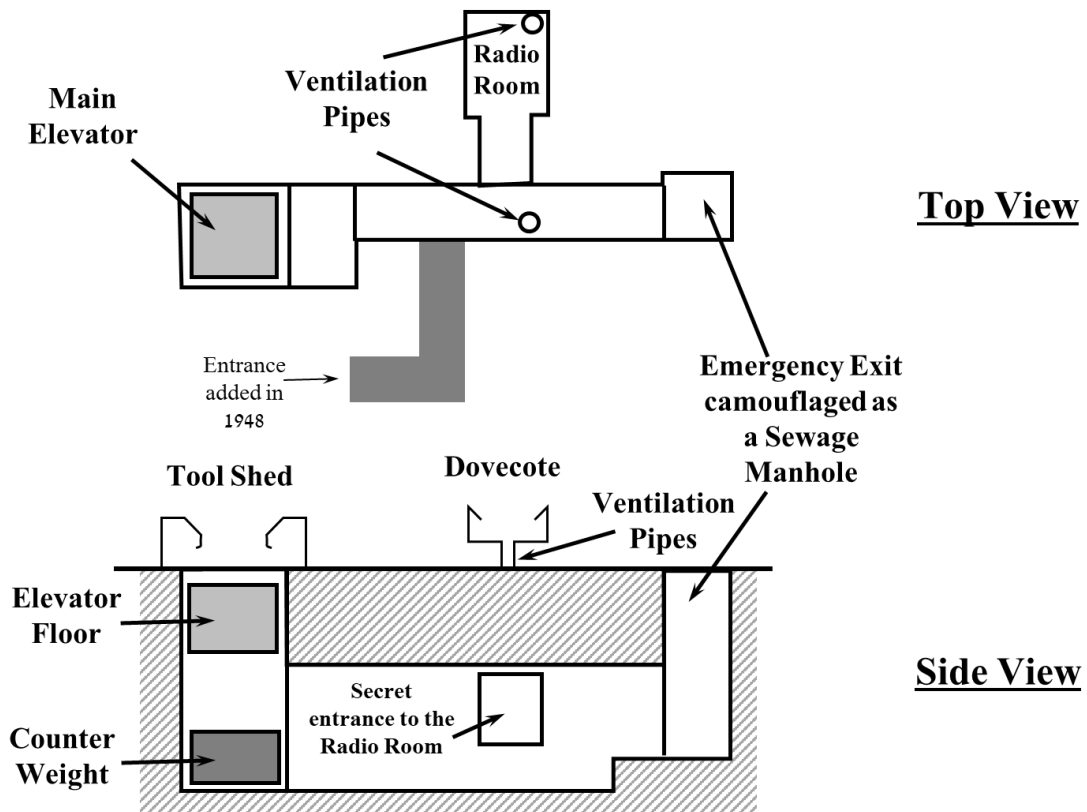 Radio
Room
Ventilation
Pipes
Main
Elevator
Top View
Entrance
added in
1948
Emergency Exit
camouflaged as
a Sewage
Manhole
Tool Shed
Dovecote
Ventilation
Pipes
Elevator
Floor
Side View
Secret
entrance to the
Radio Room
Counter
Weight